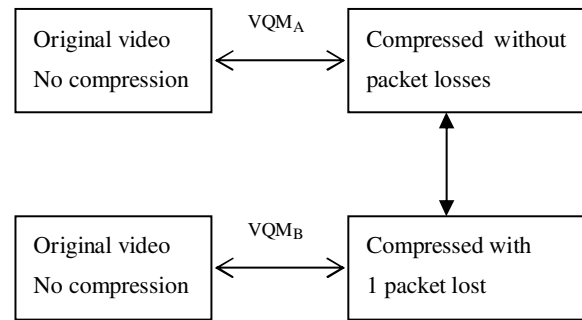 VQMA
Original video
No compression
Compressed without
packet losses
VQMB
Original video
No compression
Compressed with
1 packet lost